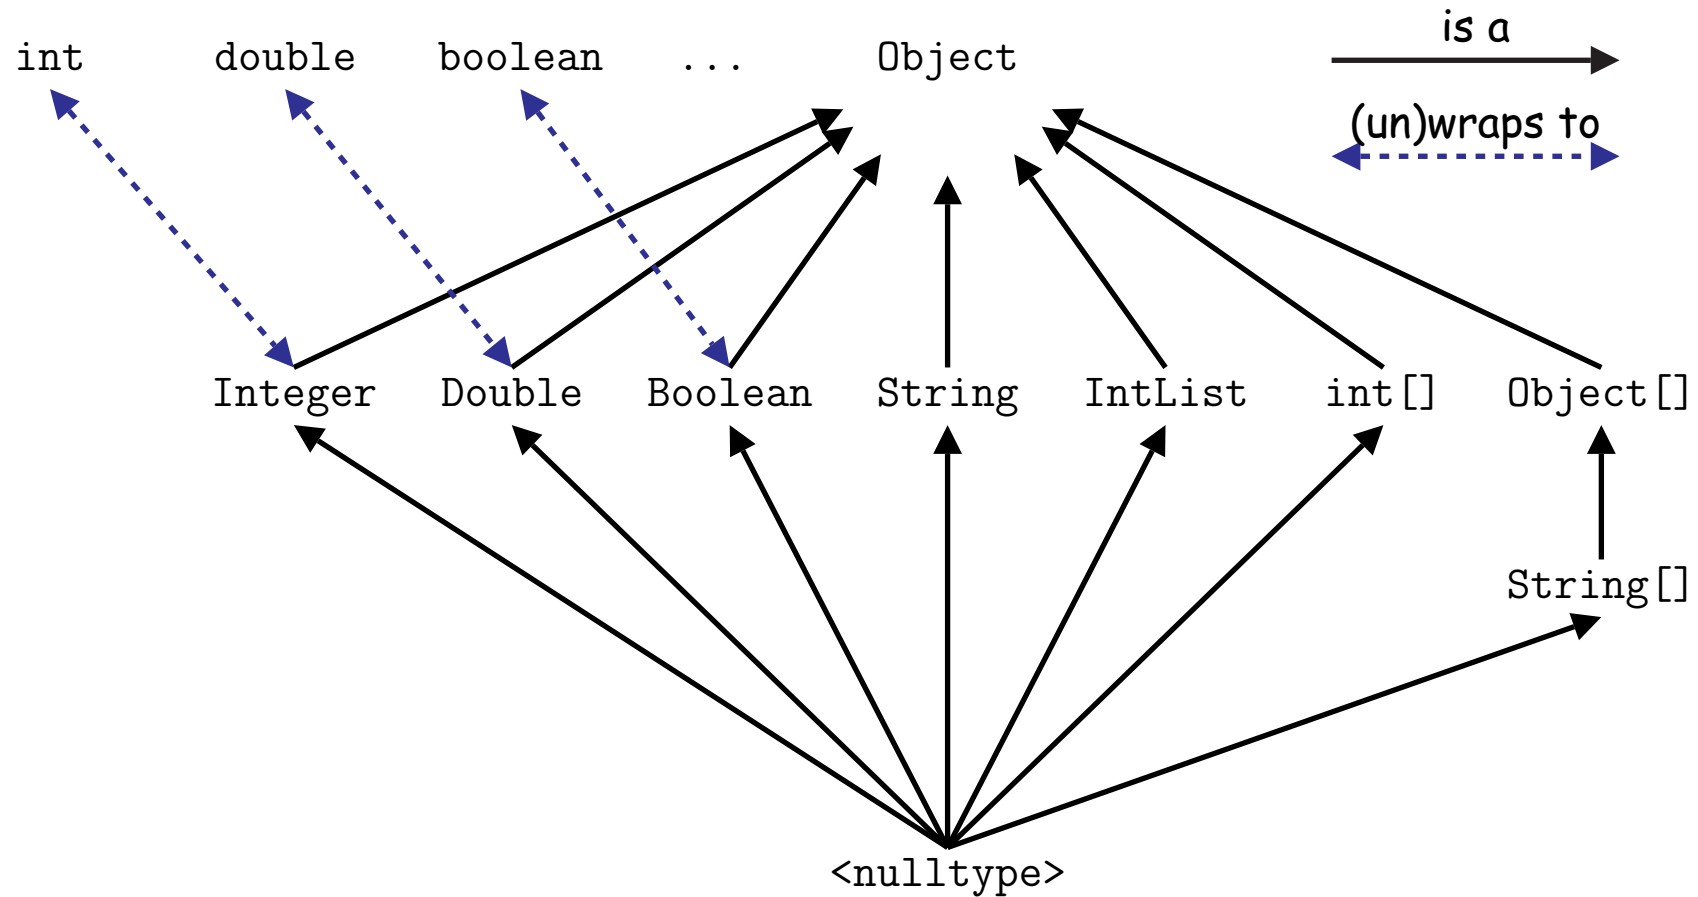 is a
int double boolean ... Object
(un)wraps to
Integer Double Boolean String IntList int[] Object[]
String[]
<nulltype>